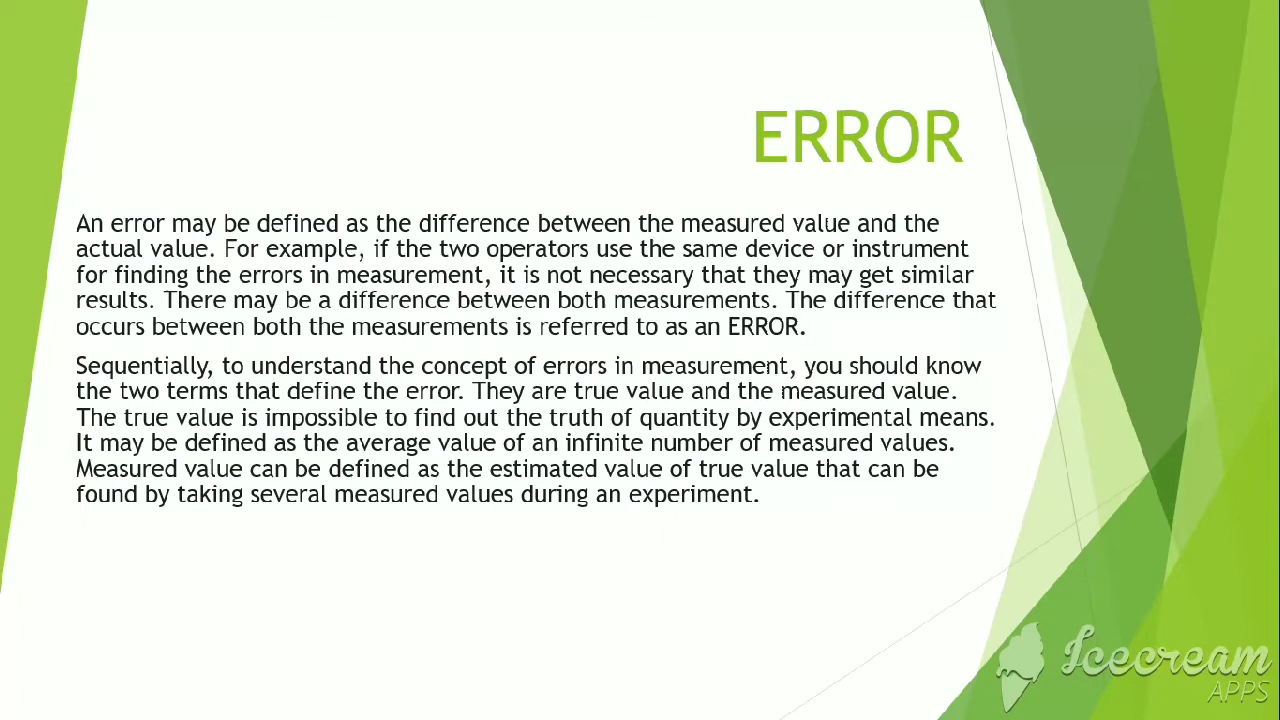 ERROR
An error may be defined as the difference between the measured value and the
actual value. For example, if the two operators use the same device or instrument
for finding the errors in measurement, it is not necessary that they may get similar
results. There may be a difference between both measurements. The difference that
occurs between both the measurements is referred to as an ERROR.
Sequentially, to understand the concept of errors in measurement, you should know
the two terms that define the error. They are true value and the measured value.
The true value is impossible to find out the truth of quantity by experimental means.
It may be defined as the average value of an infinite number of measured values.
Measured value can be defined as the estimated value of true value that can be
found by taking several measured values during an experiment.
Icecream
APPS